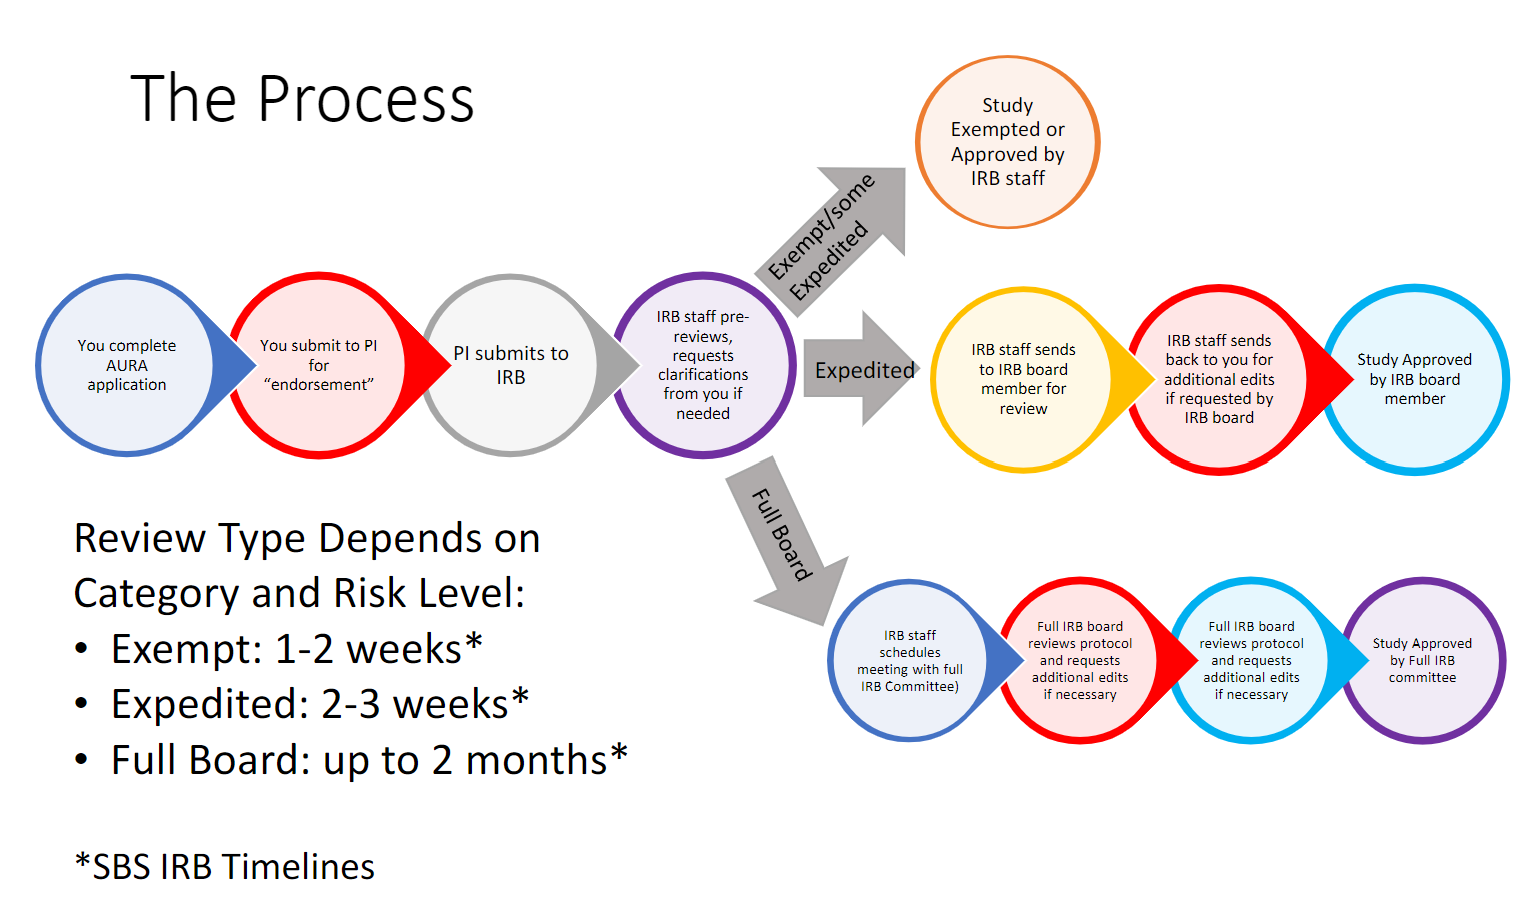 The Process
Study
Exempted or
Approved by
IRB staff
Exempt/some
Expedited
You complete
AURA
application
You submit to PI
for
“endorsement”
PI submits to
IRB
IRB staff pre-
reviews,
requests
clarifications
from you if
needed
Expedited
IRB staff sends
to IRB board
member for
review
IRB staff sends
back to you for
additional edits
if requested by
IRB board
Study Approved
by IRB board
member
Full Board
IRB staff
schedules
meeting with full
IRB Committee)
Full IRB board
reviews protocol
and requests
additional edits
if necessary
Full IRB board
reviews protocol
and requests
additional edits
if necessary
Study Approved
by Full IRB
committee
Review Type Depends on
Category and Risk Level:
• Exempt: 1-2 weeks*
• Expedited: 2-3 weeks*
• Full Board: up to 2 months*
*SBS IRB Timelines